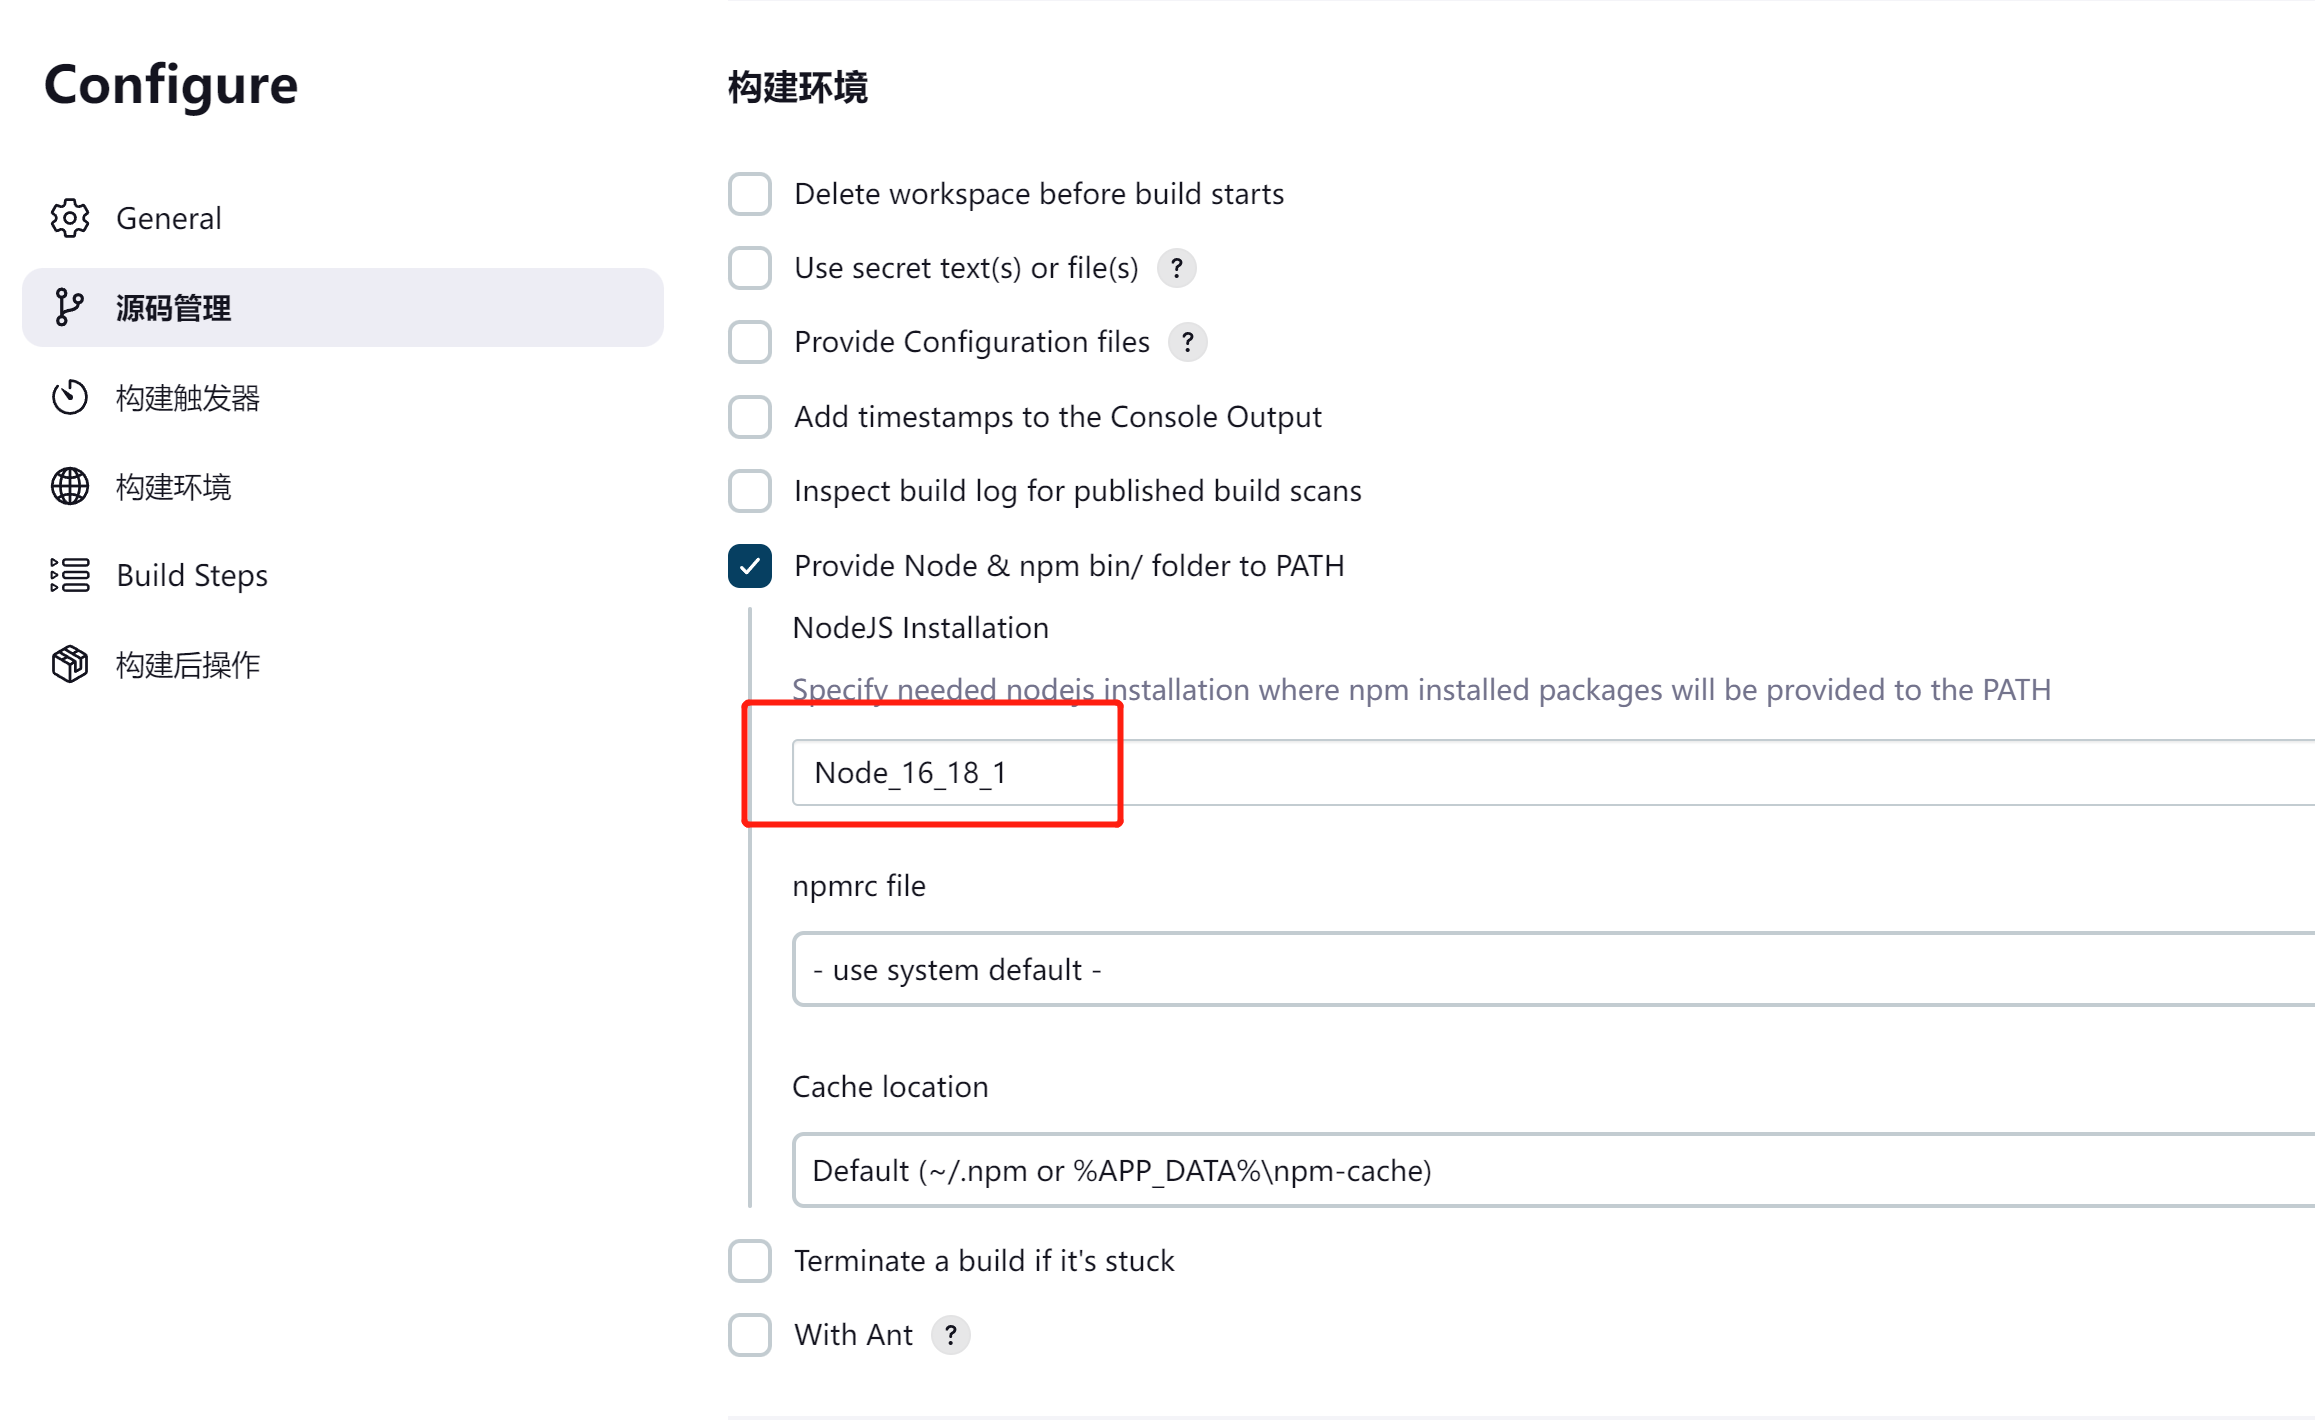 Configure
General
源码管理
构建触发器
构建环境
Build Steps
构建后操作
构建环境
Delete workspace before build starts
Use secret text(s) or file(s) ?
Provide Configuration files ?
Add timestamps to the Console Output
Inspect build log for published build scans
Provide Node & npm bin/ folder to PATH
NodeJS Installation
Specify needed nodejs installation where npm installed packages will be provided to the PATH
Node_16_18_1
npmrc file
- use system default -
Cache location
Default (~/.npm or %APP_DATA%\npm-cache)
Terminate a build if it's stuck
With Ant ?